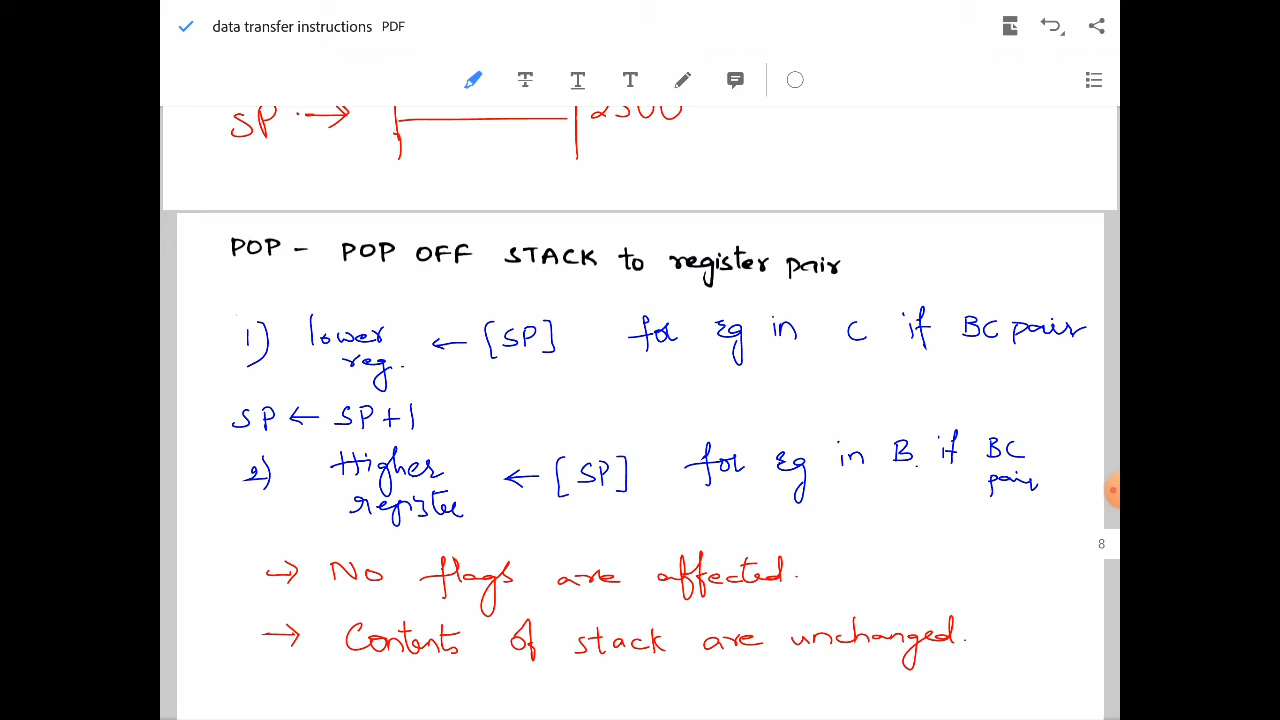 data transfer instructions PDF
SP → 2500
POP - POP OFF STACK to register pair
1) lower reg. ← [SP] for Eg in C if BC pair
SP ← SP+1
2) Higher register ← [SP] for Eg in B. if BC pair
→ No flags are affected.
8
→ Contents of stack are unchanged.